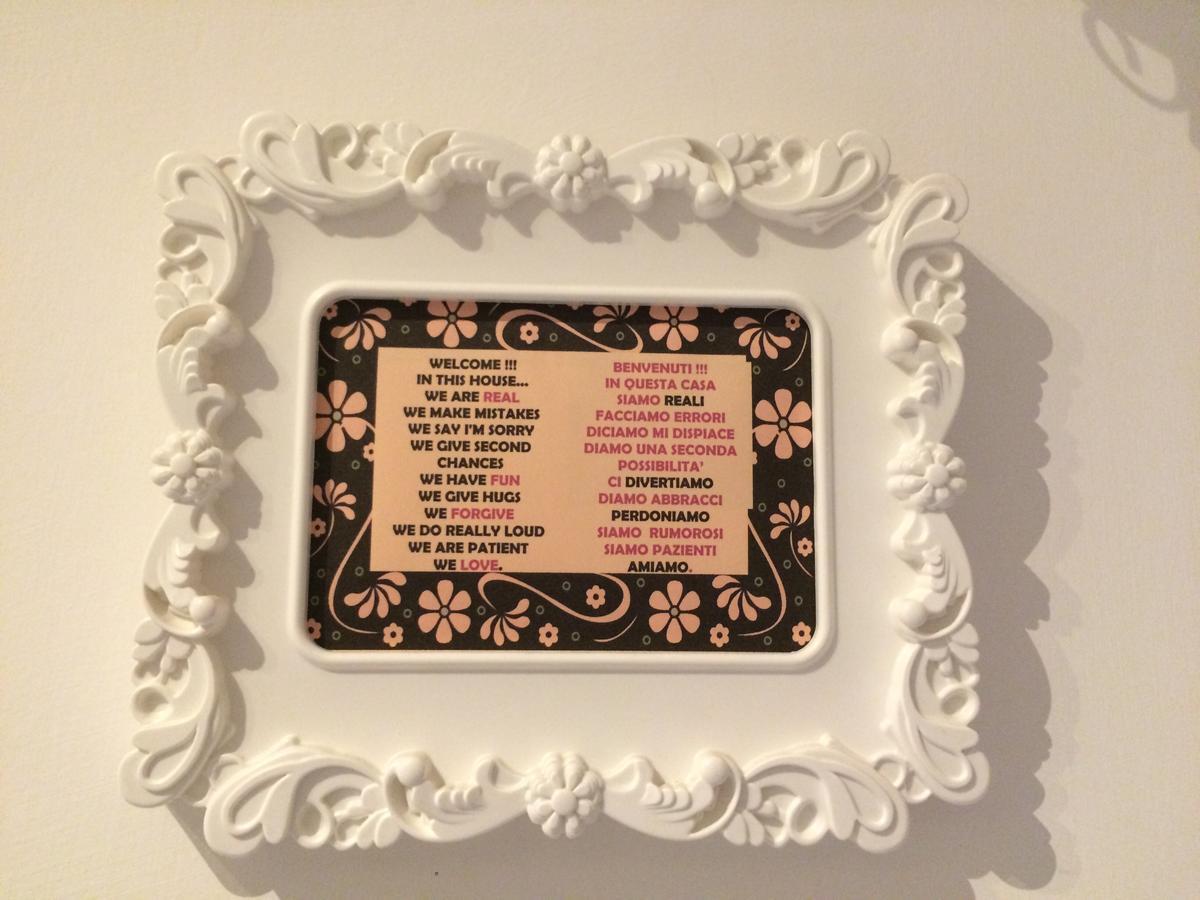 WELCOME !!!
IN THIS HOUSE...
WE ARE REAL
WE MAKE MISTAKES
WE SAY I'M SORRY
WE GIVE SECOND
CHANCES
WE HAVE FUN
WE GIVE HUGS
WE FORGIVE
WE DO REALLY LOUD
WE ARE PATIENT
WE LOVE.
BENVENUTI !!!
IN QUESTA CASA
SIAMO REALI
FACCIAMO ERRORI
DICIAMO MI DISPIACE
DIAMO UNA SECONDA
POSSIBILITA'
CI DIVERTIAMO
DIAMO ABBRACCI
PERDONIAMO
SIAMO RUMOROSI
SIAMO PAZIENTI
AMIAMO.